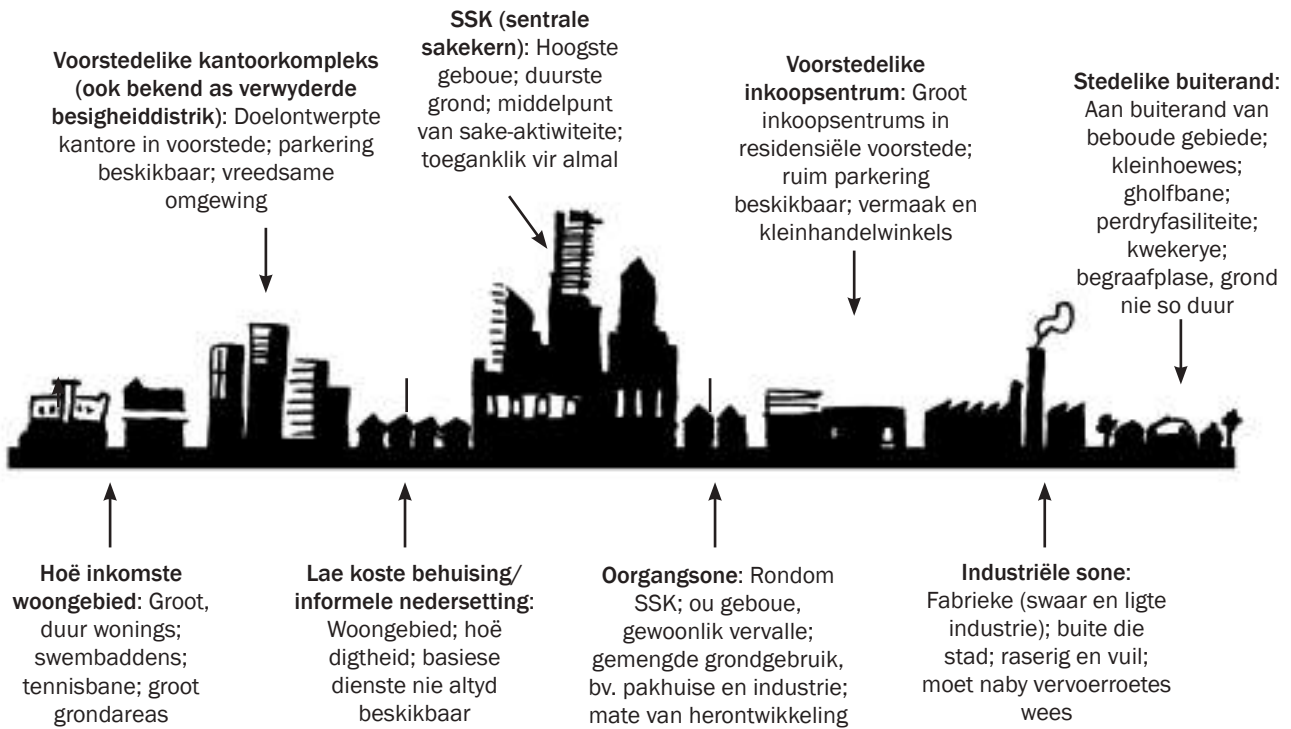 Voorstedelike kantoorkompleks
(ook bekend as verwyderde
besigheiddistrik): Doelontwerpte
kantore in voorstede; parkering
beskikbaar; vreedsame
omgewing
SSK (sentrale
sakekern): Hoogste
geboue; duurste
grond; middelpunt
van sake-aktiwiteite;
toeganklik vir almal
Voorstedelike
inkoopsentrum: Groot
inkoopsentrums in
residensiële voorstede;
ruim parkering
beskikbaar; vermaak en
kleinhandelwinkels
Stedelike buiterand:
Aan buiterand van
beboude gebiede;
kleinhoewes;
gholfbane;
perdryfasiliteite;
kwekerye;
begraafplase, grond
nie so duur
Hoë inkomste
woongebied: Groot,
duur wonings;
swembaddens;
tennisbane; groot
grondareas
Lae koste behuising/
informele nedersetting:
Woongebied; hoë
digtheid; basiese
dienste nie altyd
beskikbaar
Oorgangsone: Rondom
SSK; ou geboue,
gewoonlik vervalle;
gemengde grondgebruik,
bv. pakhuise en industrie;
mate van herontwikkeling
Industriële sone:
Fabrieke (swaar en ligte
industrie); buite die
stad; raserig en vuil;
moet naby vervoerroetes
wees